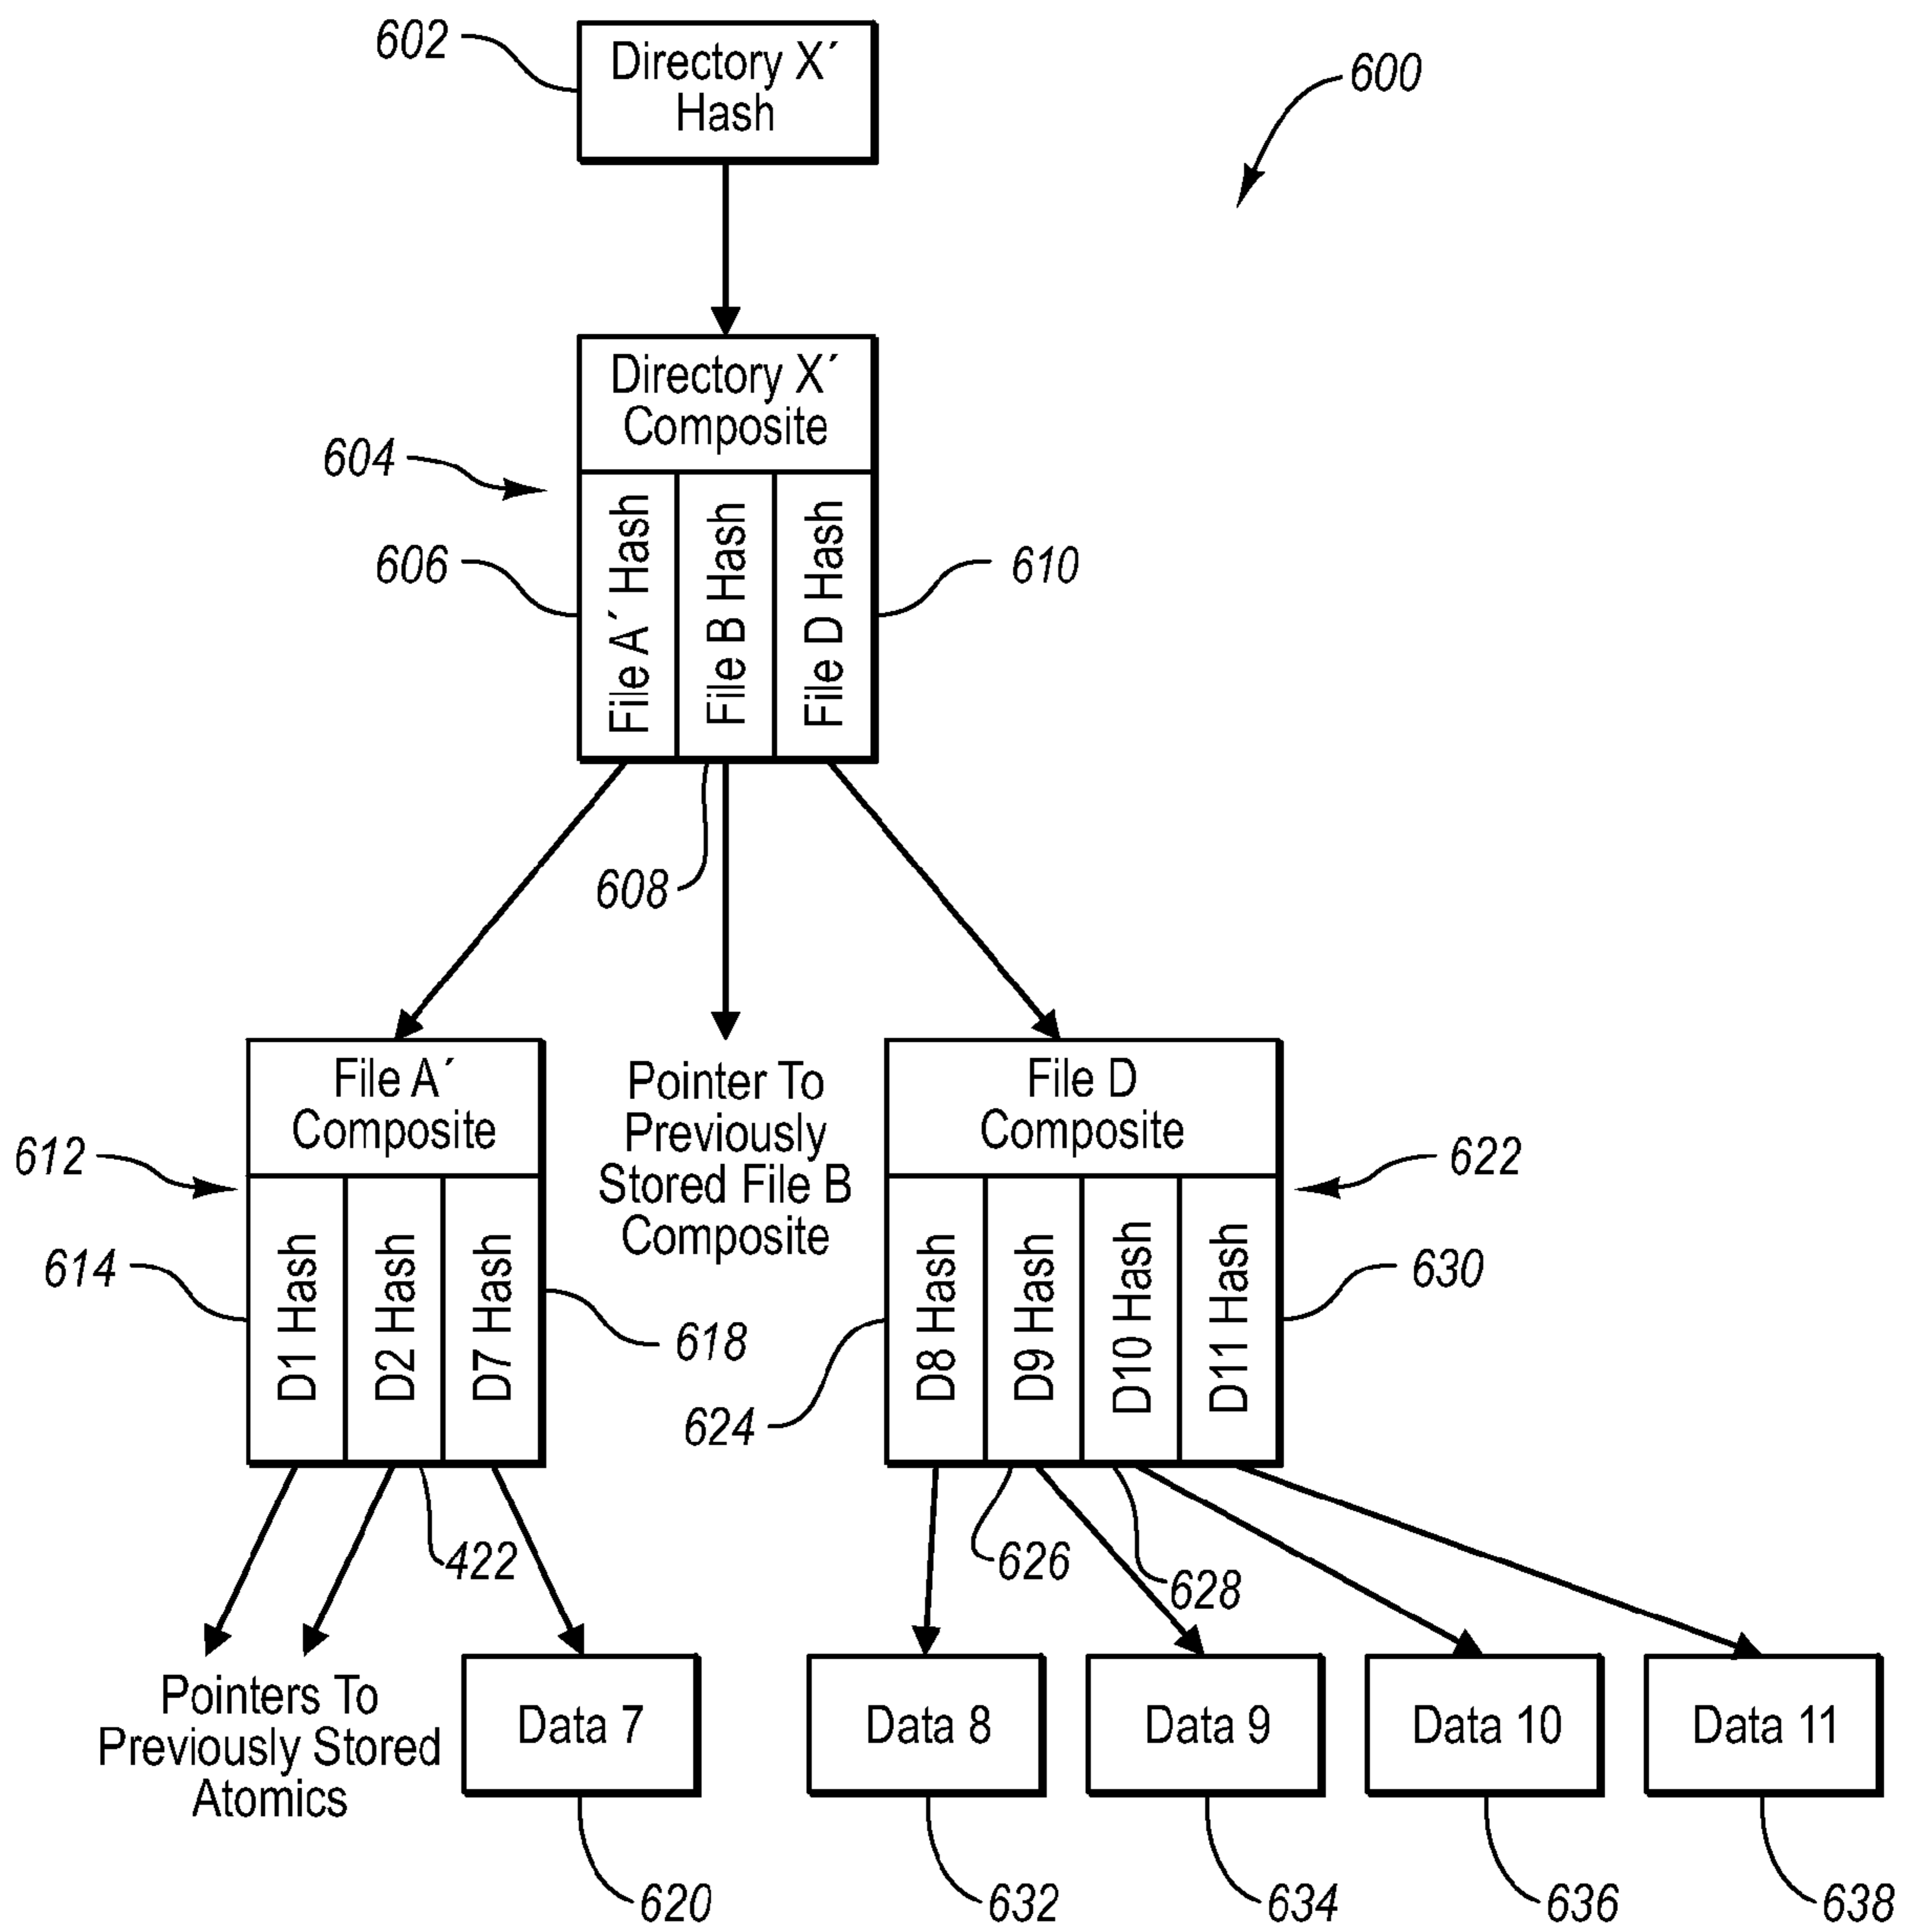 602
Directory X´
Hash
600
Directory X´
Composite
604
606
File A´ Hash
File B Hash
File D Hash
610
608
File A´
Composite
Pointer To
Previously
Stored File B
Composite
File D
Composite
612
622
614
D1 Hash
D2 Hash
D7 Hash
618
624
D8 Hash
D9 Hash
D10 Hash
D11 Hash
630
422
626
628
Pointers To
Previously Stored
Atomics
Data 7
Data 8
Data 9
Data 10
Data 11
620
632
634
636
638